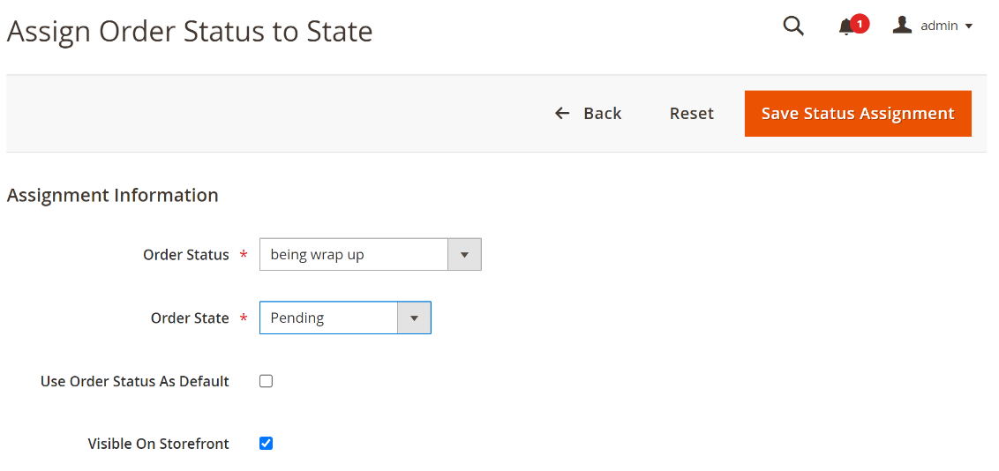 Assign Order Status to State
1
admin
Back
Reset
Save Status Assignment
Assignment Information
Order Status *
being wrap up
Order State *
Pending
Use Order Status As Default
Visible On Storefront